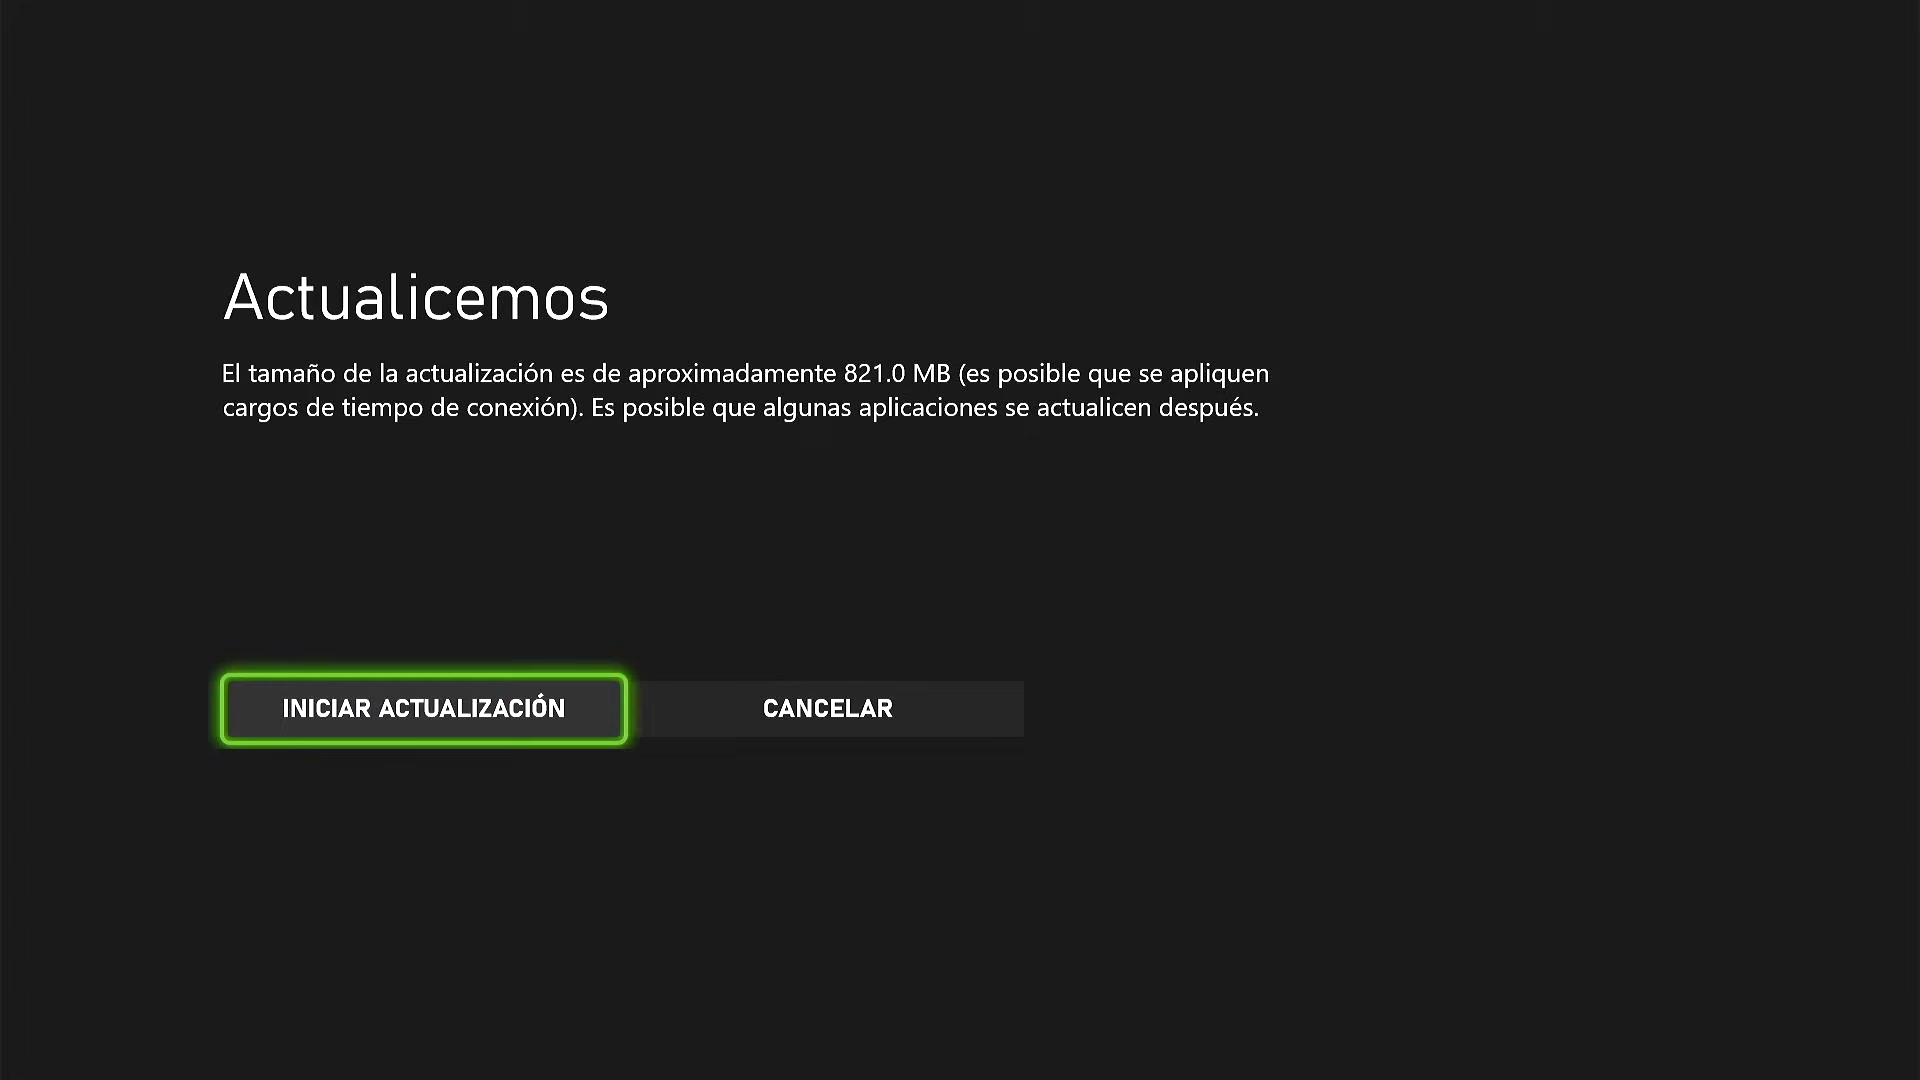 Actualicemos
El tamaño de la actualización es de aproximadamente 821.0 MB (es posible que se apliquen
cargos de tiempo de conexión). Es posible que algunas aplicaciones se actualicen después.
INICIAR ACTUALIZACIÓN
CANCELAR